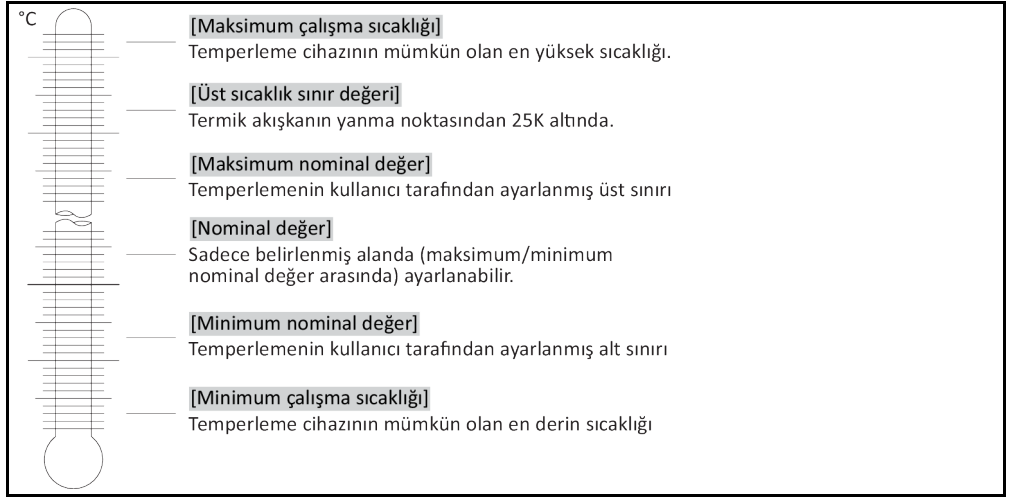 °C
[Maksimum çalışma sıcaklığı]
Temperleme cihazının mümkün olan en yüksek sıcaklığı.
[Üst sıcaklık sınır değeri]
Termik akışkanın yanma noktasından 25K altında.
[Maksimum nominal değer]
Temperlemenin kullanıcı tarafından ayarlanmış üst sınırı
[Nominal değer]
Sadece belirlenmiş alanda (maksimum/minimum
nominal değer arasında) ayarlanabilir.
[Minimum nominal değer]
Temperlemenin kullanıcı tarafından ayarlanmış alt sınırı
[Minimum çalışma sıcaklığı]
Temperleme cihazının mümkün olan en derin sıcaklığı